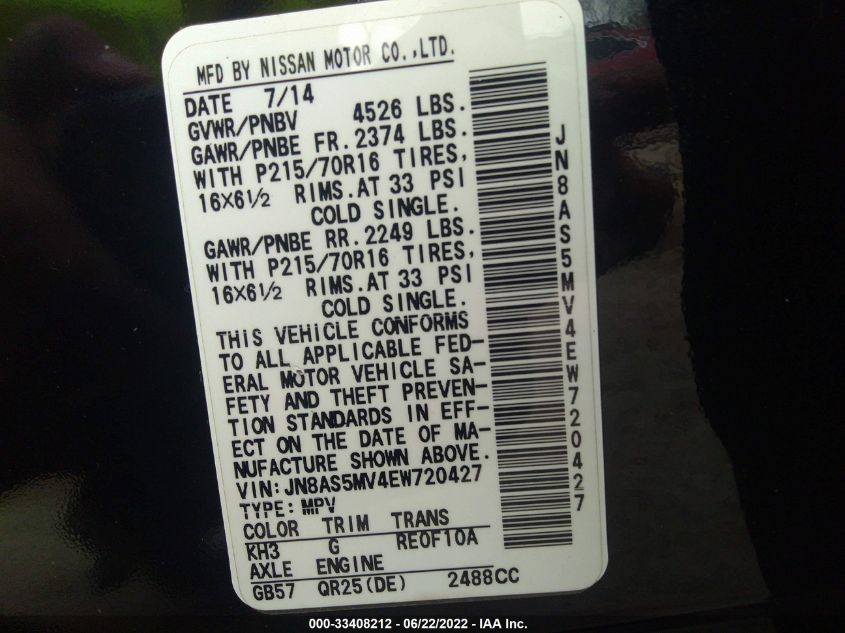 MFD BY NISSAN MOTOR CO.,LTD.
DATE 7/14
GVWR/PNBV 4526 LBS.
GAWR/PNBE FR. 2374 LBS.
WITH P215/70R16 TIRES,
16X6½ RIMS.AT 33 PSI
COLD SINGLE.
GAWR/PNBE RR. 2249 LBS.
WITH P215/70R16 TIRES,
16X6½ RIMS.AT 33 PSI
COLD SINGLE.
THIS VEHICLE CONFORMS
TO ALL APPLICABLE FED-
ERAL MOTOR VEHICLE SA-
FETY AND THEFT PREVEN-
TION STANDARDS IN EFF-
ECT ON THE DATE OF MA-
NUFACTURE SHOWN ABOVE.
VIN:JN8AS5MV4EW720427
TYPE:MPV
COLOR TRIM TRANS
KH3 G RE0F10A
AXLE ENGINE
GB57 QR25(DE) 2488CC
JN8AS5MV4EW720427
000-33408212 - 06/22/2022 - IAA Inc.